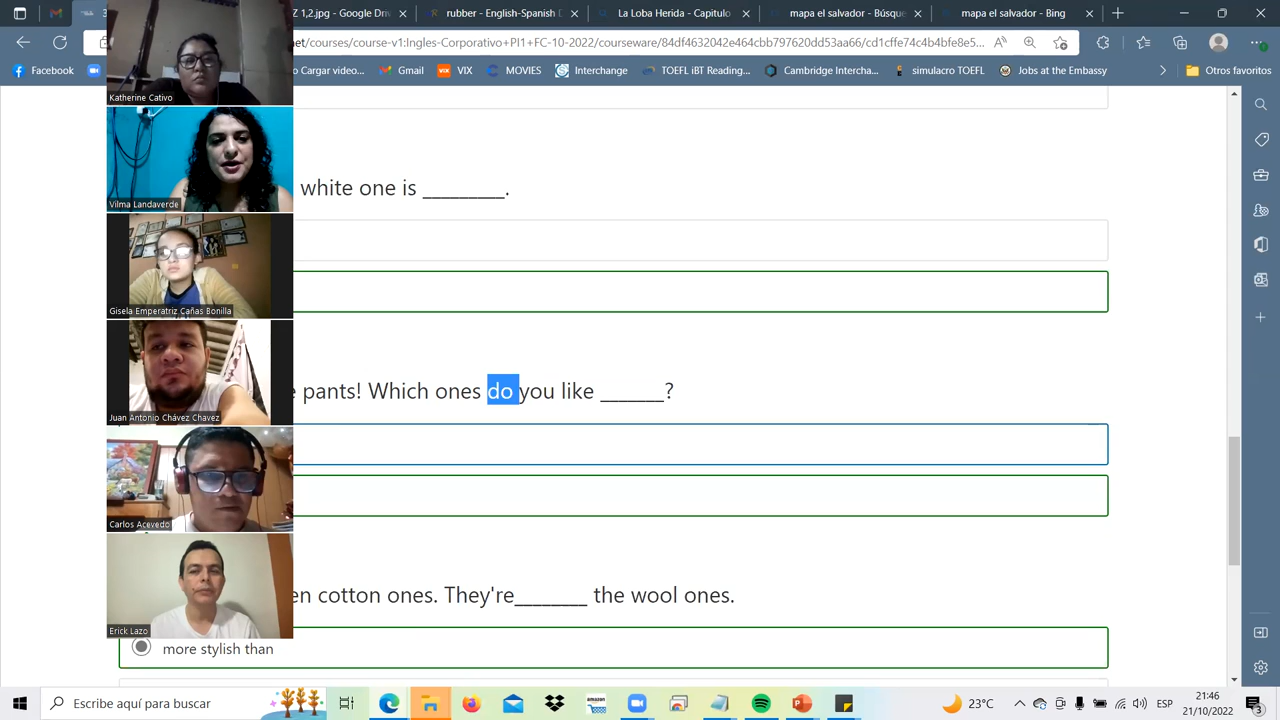 Z 1,2.jpg - Google Dri
rubber - English-Spanish D
La Loba Herida - Capitulo
mapa el salvador - Búsque
mapa el salvador - Bing
net/courses/course-v1:Ingles-Corporativo+PI1+FC-10-2022/courseware/84df4632042e464cbb797620dd53aa66/cd1cffe74c4b4bfe8e5...
Facebook
o Cargar video...
Gmail
VIX
MOVIES
Interchange
TOEFL iBT Reading...
Cambridge Intercha...
simulacro TOEFL
Jobs at the Embassy
Otros favoritos
Katherine Cativo
Vilma Landaverde
white one is ________.
Gisela Emperatriz Cañas Bonilla
e pants! Which ones do you like ______?
Juan Antonio Chávez Chavez
Carlos Acevedo
en cotton ones. They're_______ the wool ones.
Erick Lazo
more stylish than
Escribe aquí para buscar
23°C
ESP
21:46
21/10/2022
3